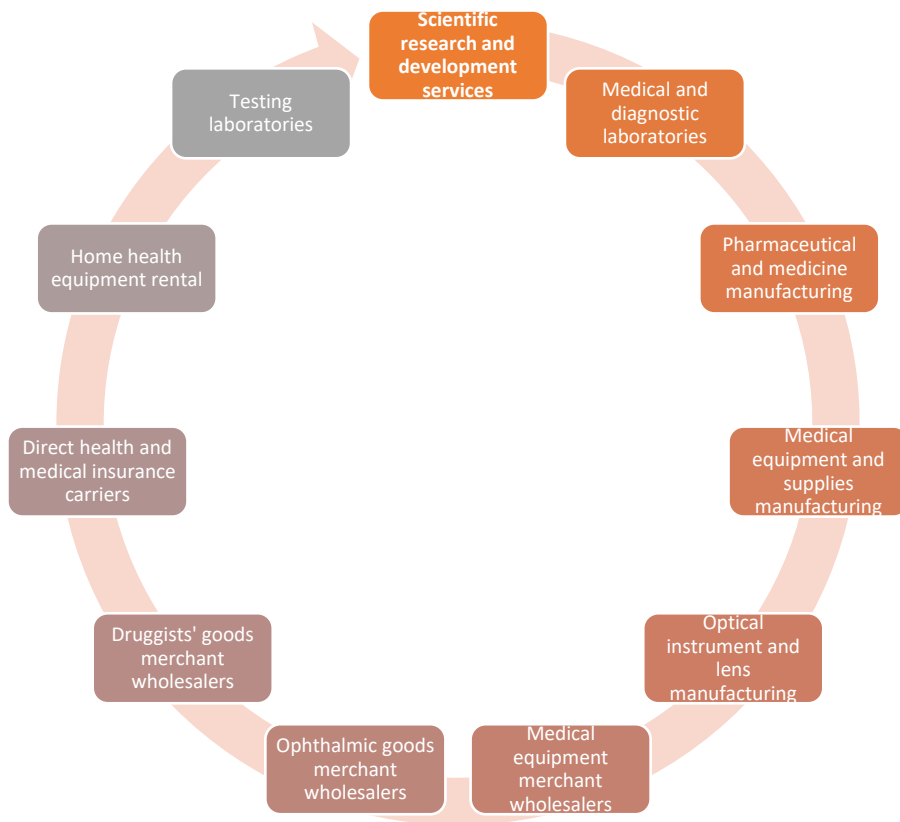 Scientific
research and
development
services
Medical and
diagnostic
laboratories
Pharmaceutical
and medicine
manufacturing
Medical
equipment and
supplies
manufacturing
Optical
instrument and
lens
manufacturing
Medical
equipment
merchant
wholesalers
Ophthalmic goods
merchant
wholesalers
Druggists' goods
merchant
wholesalers
Direct health and
medical insurance
carriers
Home health
equipment rental
Testing
laboratories